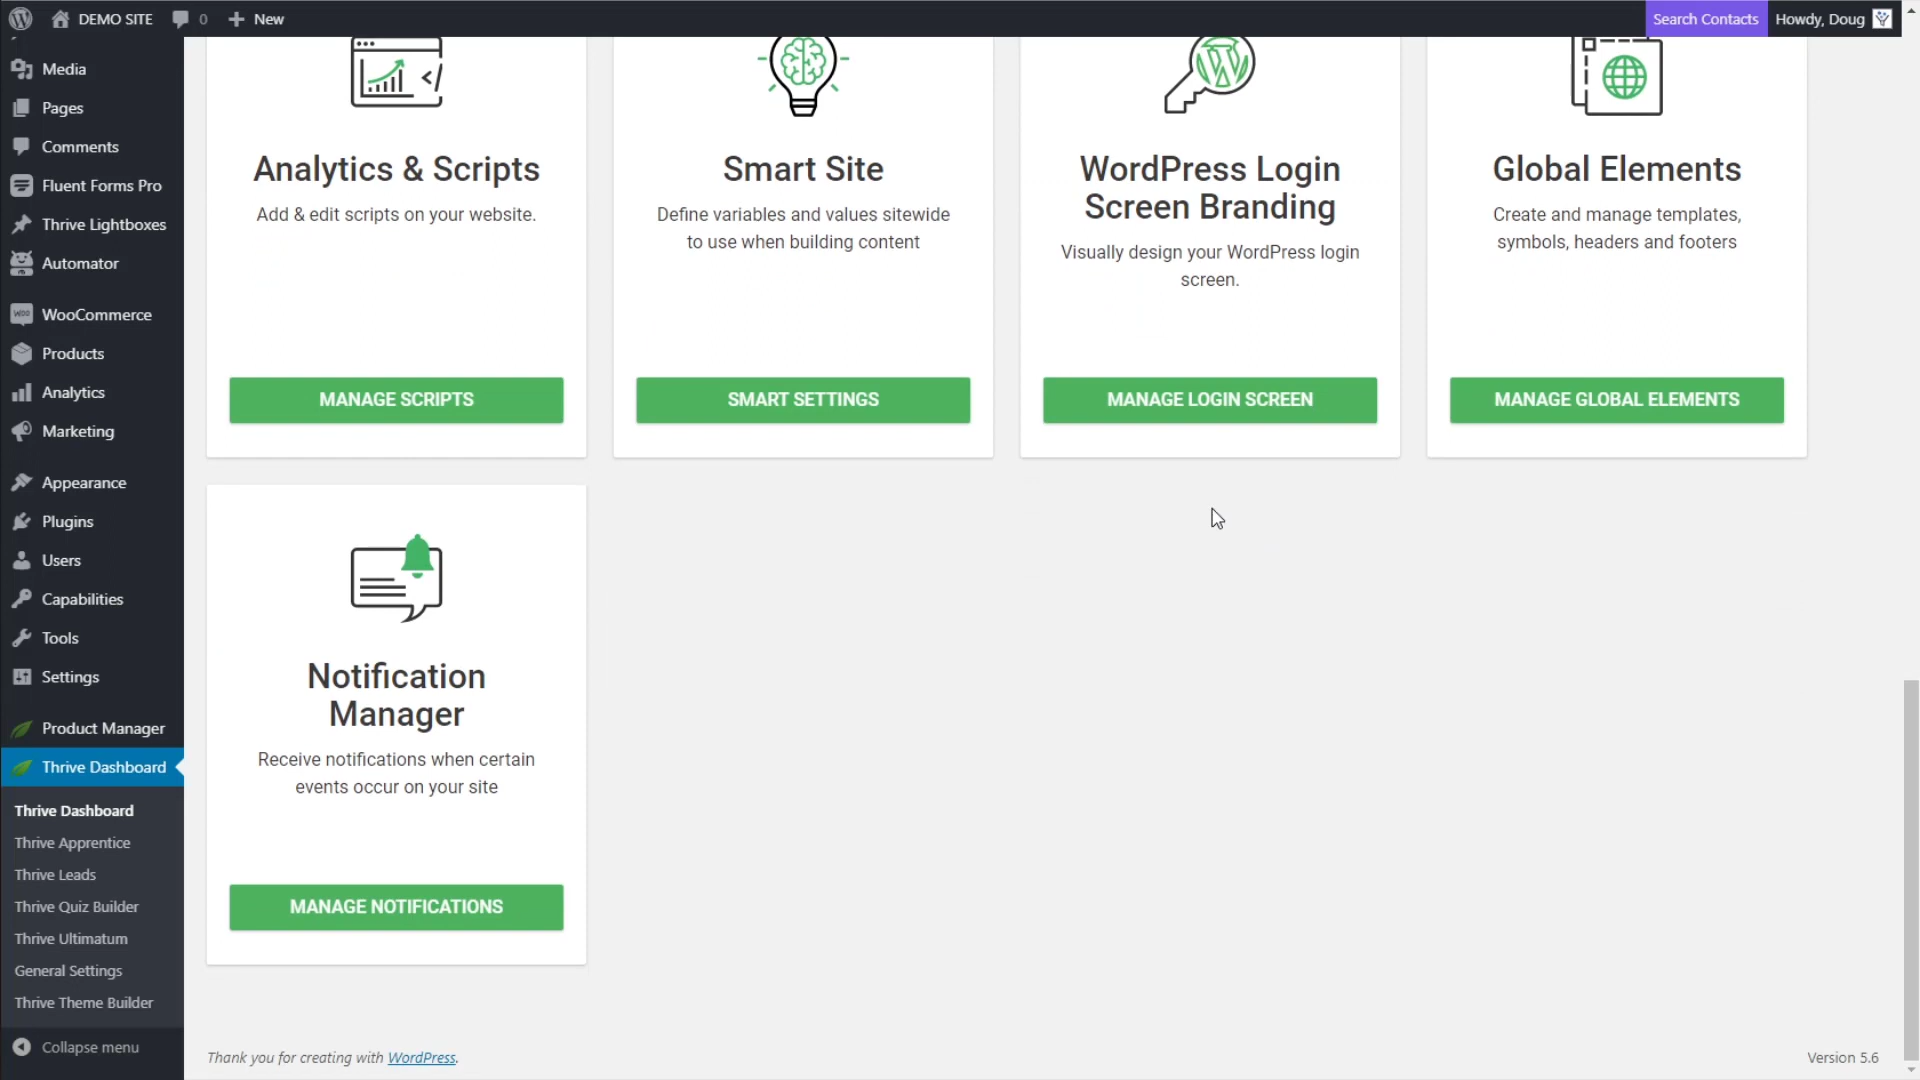 DEMO SITE
0
New
Search Contacts
Howdy, Doug
Media
Pages
Comments
Fluent Forms Pro
Thrive Lightboxes
Automator
WooCommerce
Products
Analytics
Marketing
Appearance
Plugins
Users
Capabilities
Tools
Settings
Product Manager
Thrive Dashboard
Thrive Dashboard
Thrive Apprentice
Thrive Leads
Thrive Quiz Builder
Thrive Ultimatum
General Settings
Thrive Theme Builder
Collapse menu
Analytics & Scripts
Add & edit scripts on your website.
MANAGE SCRIPTS
Smart Site
Define variables and values sitewide
to use when building content
SMART SETTINGS
WordPress Login
Screen Branding
Visually design your WordPress login
screen.
MANAGE LOGIN SCREEN
Global Elements
Create and manage templates,
symbols, headers and footers
MANAGE GLOBAL ELEMENTS
Notification
Manager
Receive notifications when certain
events occur on your site
MANAGE NOTIFICATIONS
Thank you for creating with WordPress.
Version 5.6